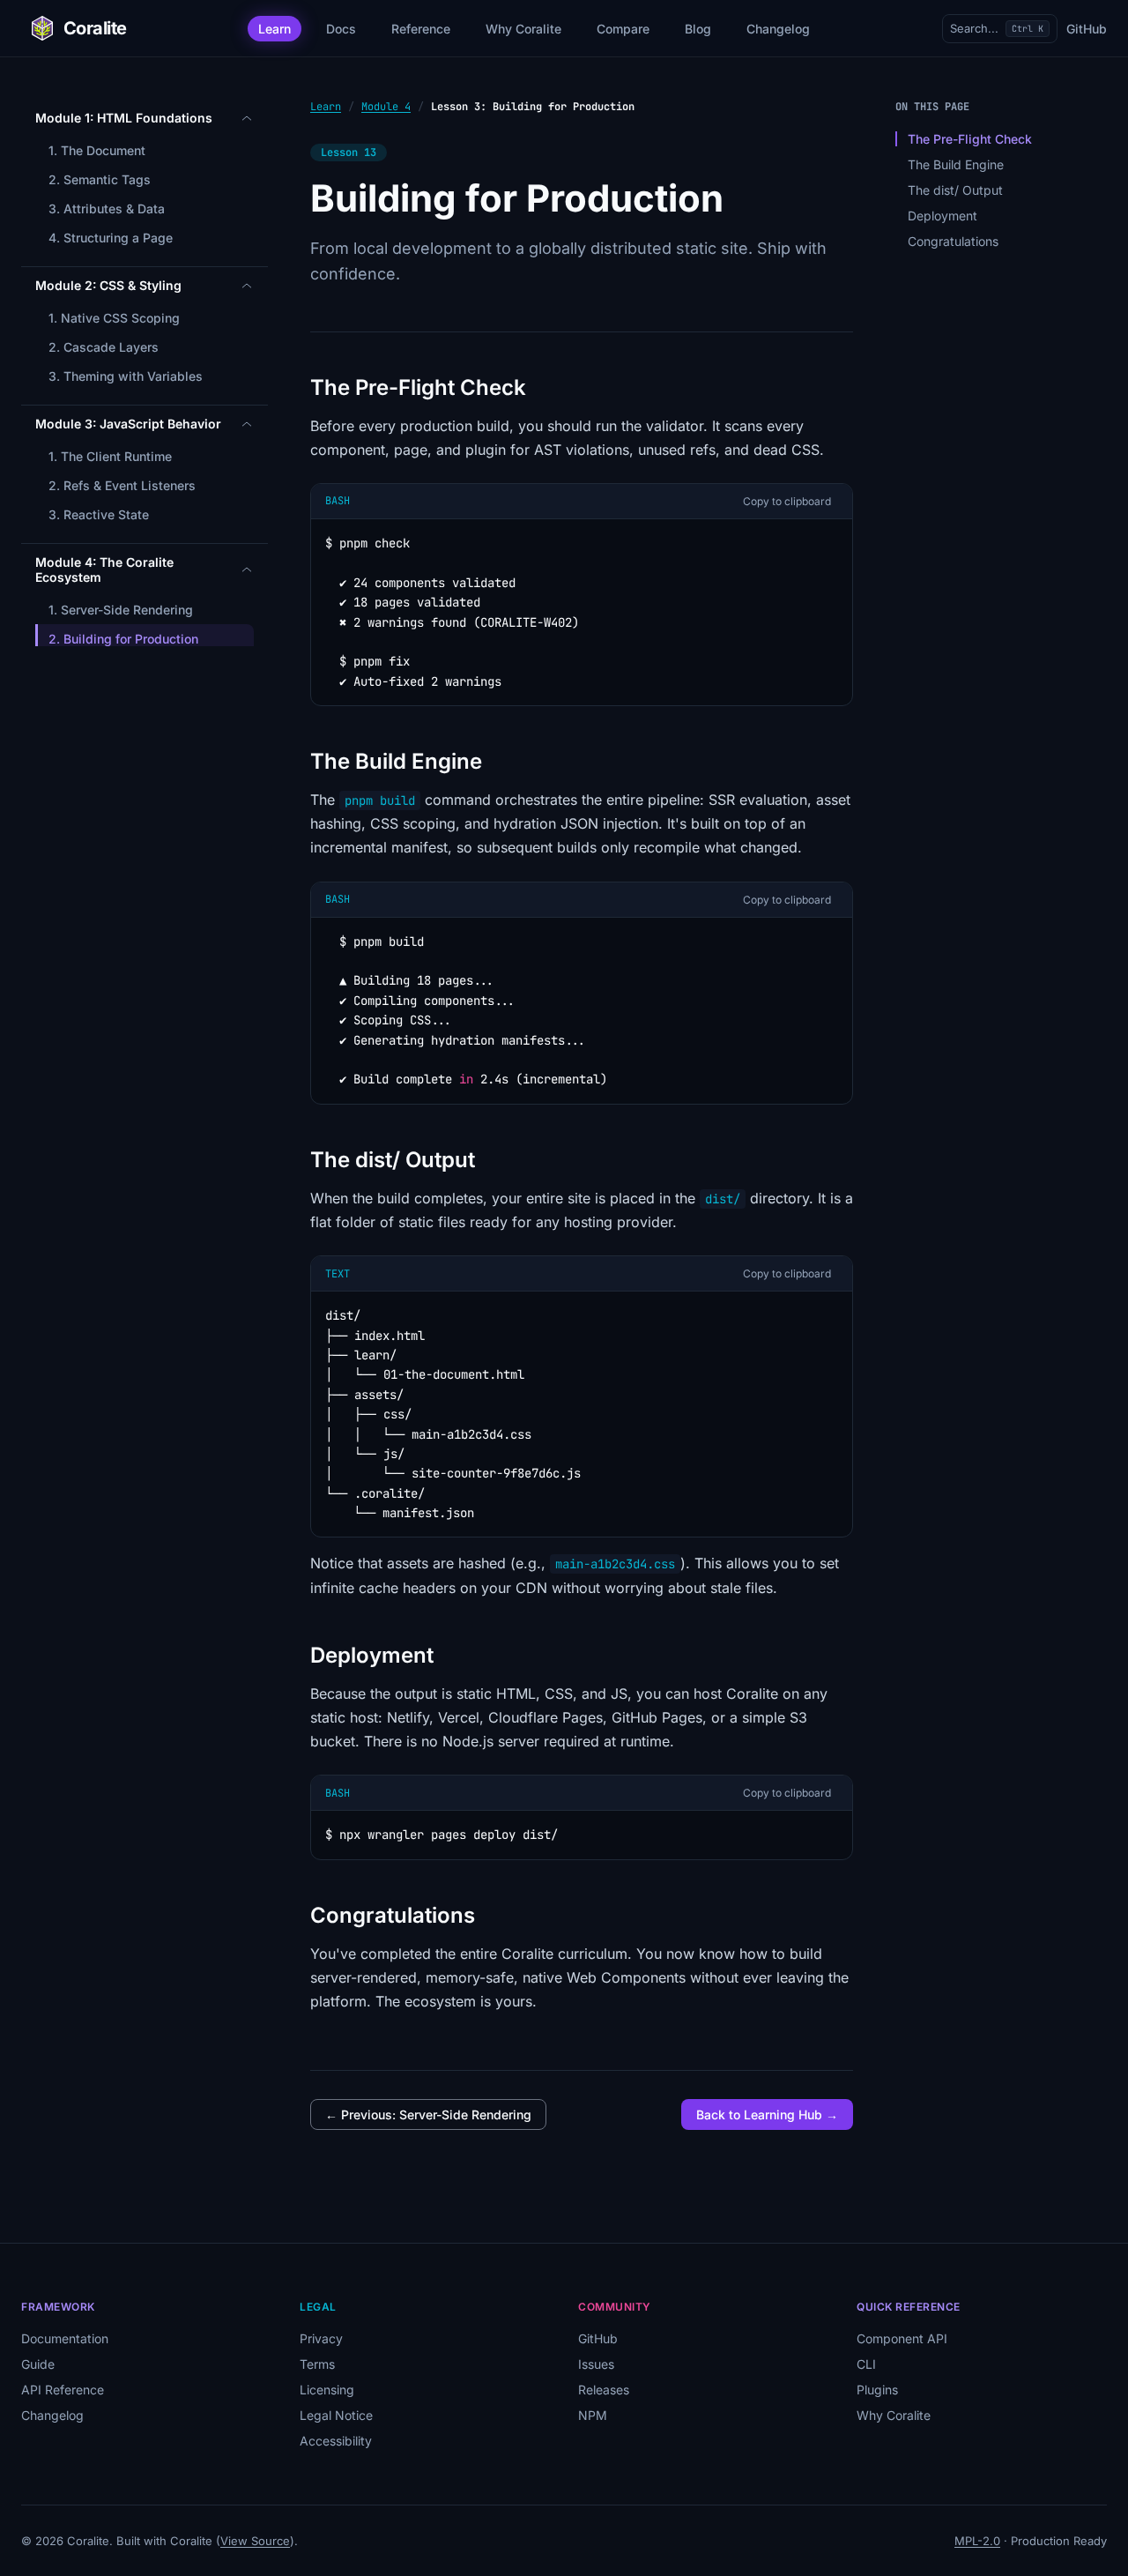 Coralite
Learn Docs Reference Why Coralite Compare Blog Changelog Search... Ctrl K GitHub
Module 1: HTML Foundations
1. The Document
2. Semantic Tags
3. Attributes & Data
4. Structuring a Page
Module 2: CSS & Styling
1. Native CSS Scoping
2. Cascade Layers
3. Theming with Variables
Module 3: JavaScript Behavior
1. The Client Runtime
2. Refs & Event Listeners
3. Reactive State
Module 4: The Coralite
Ecosystem
1. Server-Side Rendering
2. Building for Production
Learn / Module 4 / Lesson 3: Building for Production
Lesson 13
Building for Production
From local development to a globally distributed static site. Ship with
confidence.
The Pre-Flight Check
Before every production build, you should run the validator. It scans every
component, page, and plugin for AST violations, unused refs, and dead CSS.
BASH Copy to clipboard
$ pnpm check
✔ 24 components validated
✔ 18 pages validated
✖ 2 warnings found (CORALITE-W402)
$ pnpm fix
✔ Auto-fixed 2 warnings
The Build Engine
The pnpm build command orchestrates the entire pipeline: SSR evaluation, asset
hashing, CSS scoping, and hydration JSON injection. It's built on top of an
incremental manifest, so subsequent builds only recompile what changed.
BASH Copy to clipboard
$ pnpm build
▲ Building 18 pages...
✔ Compiling components...
✔ Scoping CSS...
✔ Generating hydration manifests...
✔ Build complete in 2.4s (incremental)
The dist/ Output
When the build completes, your entire site is placed in the dist/ directory. It is a
flat folder of static files ready for any hosting provider.
TEXT Copy to clipboard
dist/
├── index.html
├── learn/
│   └── 01-the-document.html
├── assets/
│   ├── css/
│   │   └── main-a1b2c3d4.css
│   └── js/
│       └── site-counter-9f8e7d6c.js
└── .coralite/
    └── manifest.json
Notice that assets are hashed (e.g., main-a1b2c3d4.css ). This allows you to set
infinite cache headers on your CDN without worrying about stale files.
Deployment
Because the output is static HTML, CSS, and JS, you can host Coralite on any
static host: Netlify, Vercel, Cloudflare Pages, GitHub Pages, or a simple S3
bucket. There is no Node.js server required at runtime.
BASH Copy to clipboard
$ npx wrangler pages deploy dist/
Congratulations
You've completed the entire Coralite curriculum. You now know how to build
server-rendered, memory-safe, native Web Components without ever leaving the
platform. The ecosystem is yours.
← Previous: Server-Side Rendering
Back to Learning Hub →
ON THIS PAGE
The Pre-Flight Check
The Build Engine
The dist/ Output
Deployment
Congratulations
FRAMEWORK
Documentation
Guide
API Reference
Changelog
LEGAL
Privacy
Terms
Licensing
Legal Notice
Accessibility
COMMUNITY
GitHub
Issues
Releases
NPM
QUICK REFERENCE
Component API
CLI
Plugins
Why Coralite
© 2026 Coralite. Built with Coralite (View Source).
MPL-2.0 · Production Ready